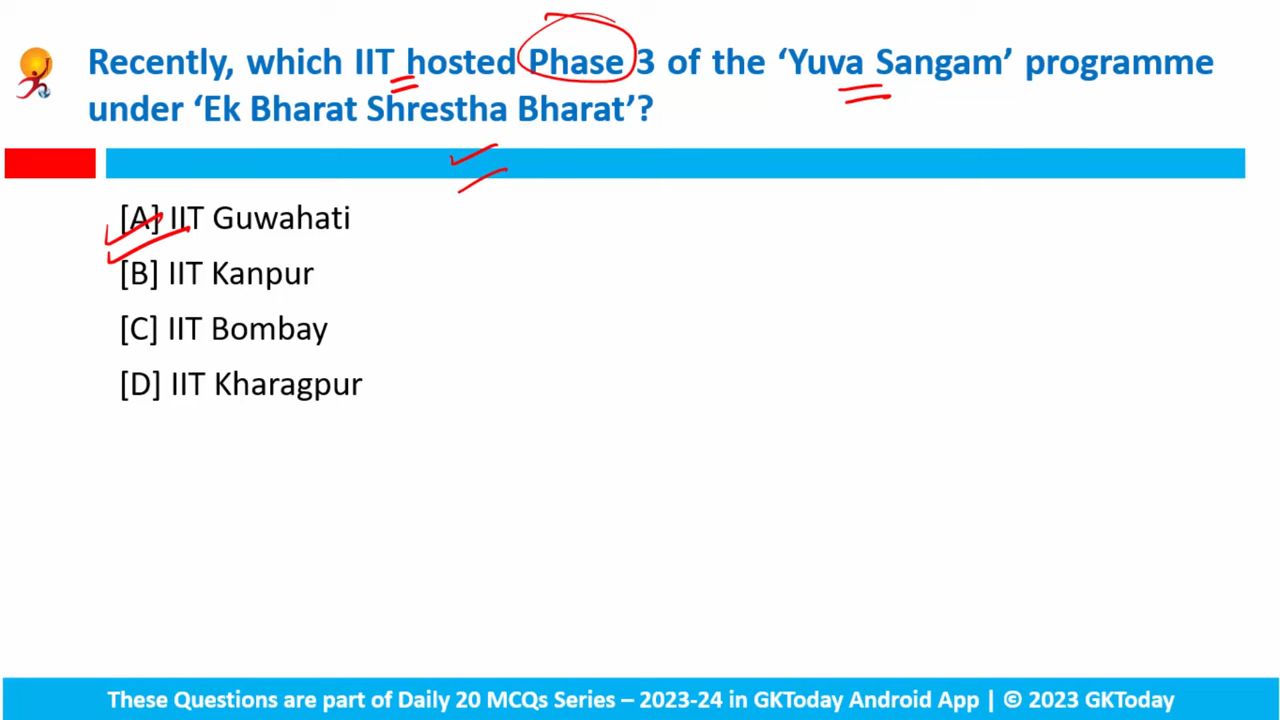 Recently, which IIT hosted Phase 3 of the ‘Yuva Sangam’ programme
under ‘Ek Bharat Shrestha Bharat’?
[A] IIT Guwahati
[B] IIT Kanpur
[C] IIT Bombay
[D] IIT Kharagpur
These Questions are part of Daily 20 MCQs Series – 2023-24 in GKToday Android App | © 2023 GKToday